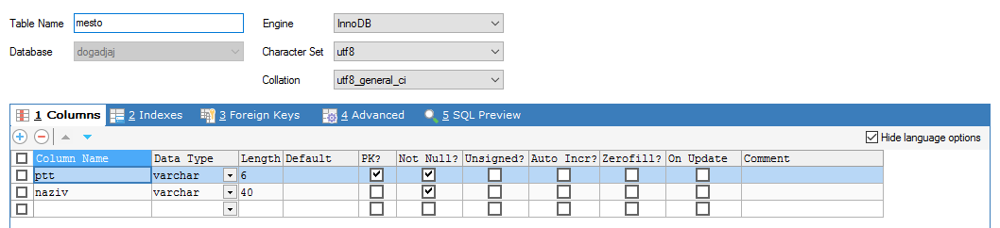 Table Name mesto Engine InnoDB
Database dogadjaj Character Set utf8
Collation utf8_general_ci
1 Columns 2 Indexes 3 Foreign Keys 4 Advanced 5 SQL Preview
Hide language options
Column Name Data Type Length Default PK? Not Null? Unsigned? Auto Incr? Zerofill? On Update Comment
ptt varchar 6
naziv varchar 40